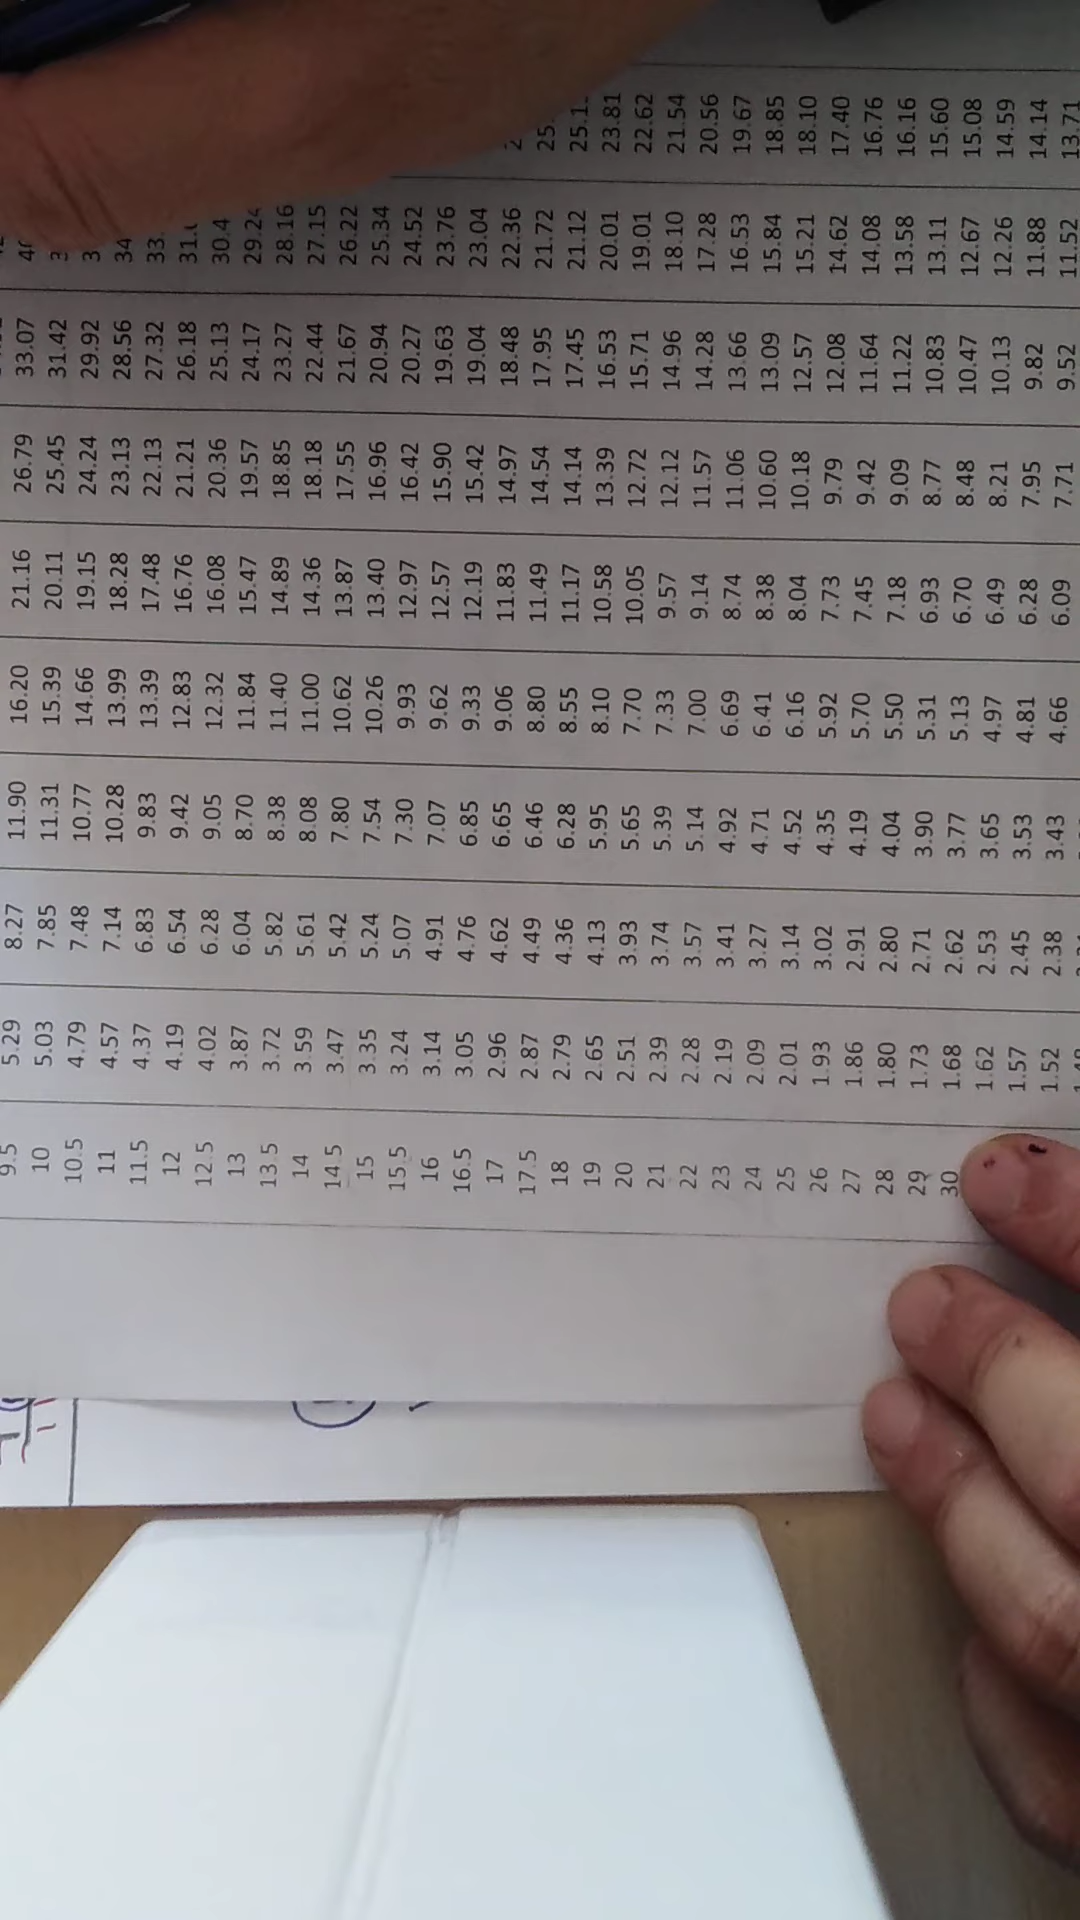 9.5 5.29 8.27 11.90 16.20 21.16 26.79 33.07
10 5.03 7.85 11.31 15.39 20.11 25.45 31.42
10.5 4.79 7.48 10.77 14.66 19.15 24.24 29.92
11 4.57 7.14 10.28 13.99 18.28 23.13 28.56
11.5 4.37 6.83 9.83 13.39 17.48 22.13 27.32
12 4.19 6.54 9.42 12.83 16.76 21.21 26.18
12.5 4.02 6.28 9.05 12.32 16.08 20.36 25.13 30.4
13 3.87 6.04 8.70 11.84 15.47 19.57 24.17 29.24
13.5 3.72 5.82 8.38 11.40 14.89 18.85 23.27 28.16
14 3.59 5.61 8.08 11.00 14.36 18.18 22.44 27.15
14.5 3.47 5.42 7.80 10.62 13.87 17.55 21.67 26.22
15 3.35 5.24 7.54 10.26 13.40 16.96 20.94 25.34
15.5 3.24 5.07 7.30 9.93 12.97 16.42 20.27 24.52
16 3.14 4.91 7.07 9.62 12.57 15.90 19.63 23.76
16.5 3.05 4.76 6.85 9.33 12.19 15.42 19.04 23.04
17 2.96 4.62 6.65 9.06 11.83 14.97 18.48 22.36
17.5 2.87 4.49 6.46 8.80 11.49 14.54 17.95 21.72 25.
18 2.79 4.36 6.28 8.55 11.17 14.14 17.45 21.12 25.1
19 2.65 4.13 5.95 8.10 10.58 13.39 16.53 20.01 23.81
20 2.51 3.93 5.65 7.70 10.05 12.72 15.71 19.01 22.62
21 2.39 3.74 5.39 7.33 9.57 12.12 14.96 18.10 21.54
22 2.28 3.57 5.14 7.00 9.14 11.57 14.28 17.28 20.56
23 2.19 3.41 4.92 6.69 8.74 11.06 13.66 16.53 19.67
24 2.09 3.27 4.71 6.41 8.38 10.60 13.09 15.84 18.85
25 2.01 3.14 4.52 6.16 8.04 10.18 12.57 15.21 18.10
26 1.93 3.02 4.35 5.92 7.73 9.79 12.08 14.62 17.40
27 1.86 2.91 4.19 5.70 7.45 9.42 11.64 14.08 16.76
28 1.80 2.80 4.04 5.50 7.18 9.09 11.22 13.58 16.16
29 1.73 2.71 3.90 5.31 6.93 8.77 10.83 13.11 15.60
30 1.68 2.62 3.77 5.13 6.70 8.48 10.47 12.67 15.08
1.62 2.53 3.65 4.97 6.49 8.21 10.13 12.26 14.59
1.57 2.45 3.53 4.81 6.28 7.95 9.82 11.88 14.14
1.52 2.38 3.43 4.66 6.09 7.71 9.52 11.52 13.71